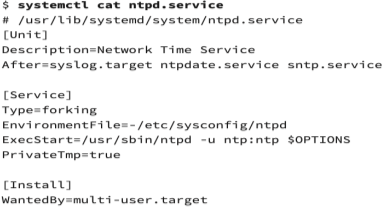 $ systemctl cat ntpd.service
# /usr/lib/systemd/system/ntpd.service
[Unit]
Description=Network Time Service
After=syslog.target ntpdate.service sntp.service

[Service]
Type=forking
EnvironmentFile=-/etc/sysconfig/ntpd
ExecStart=/usr/sbin/ntpd -u ntp:ntp $OPTIONS
PrivateTmp=true

[Install]
WantedBy=multi-user.target